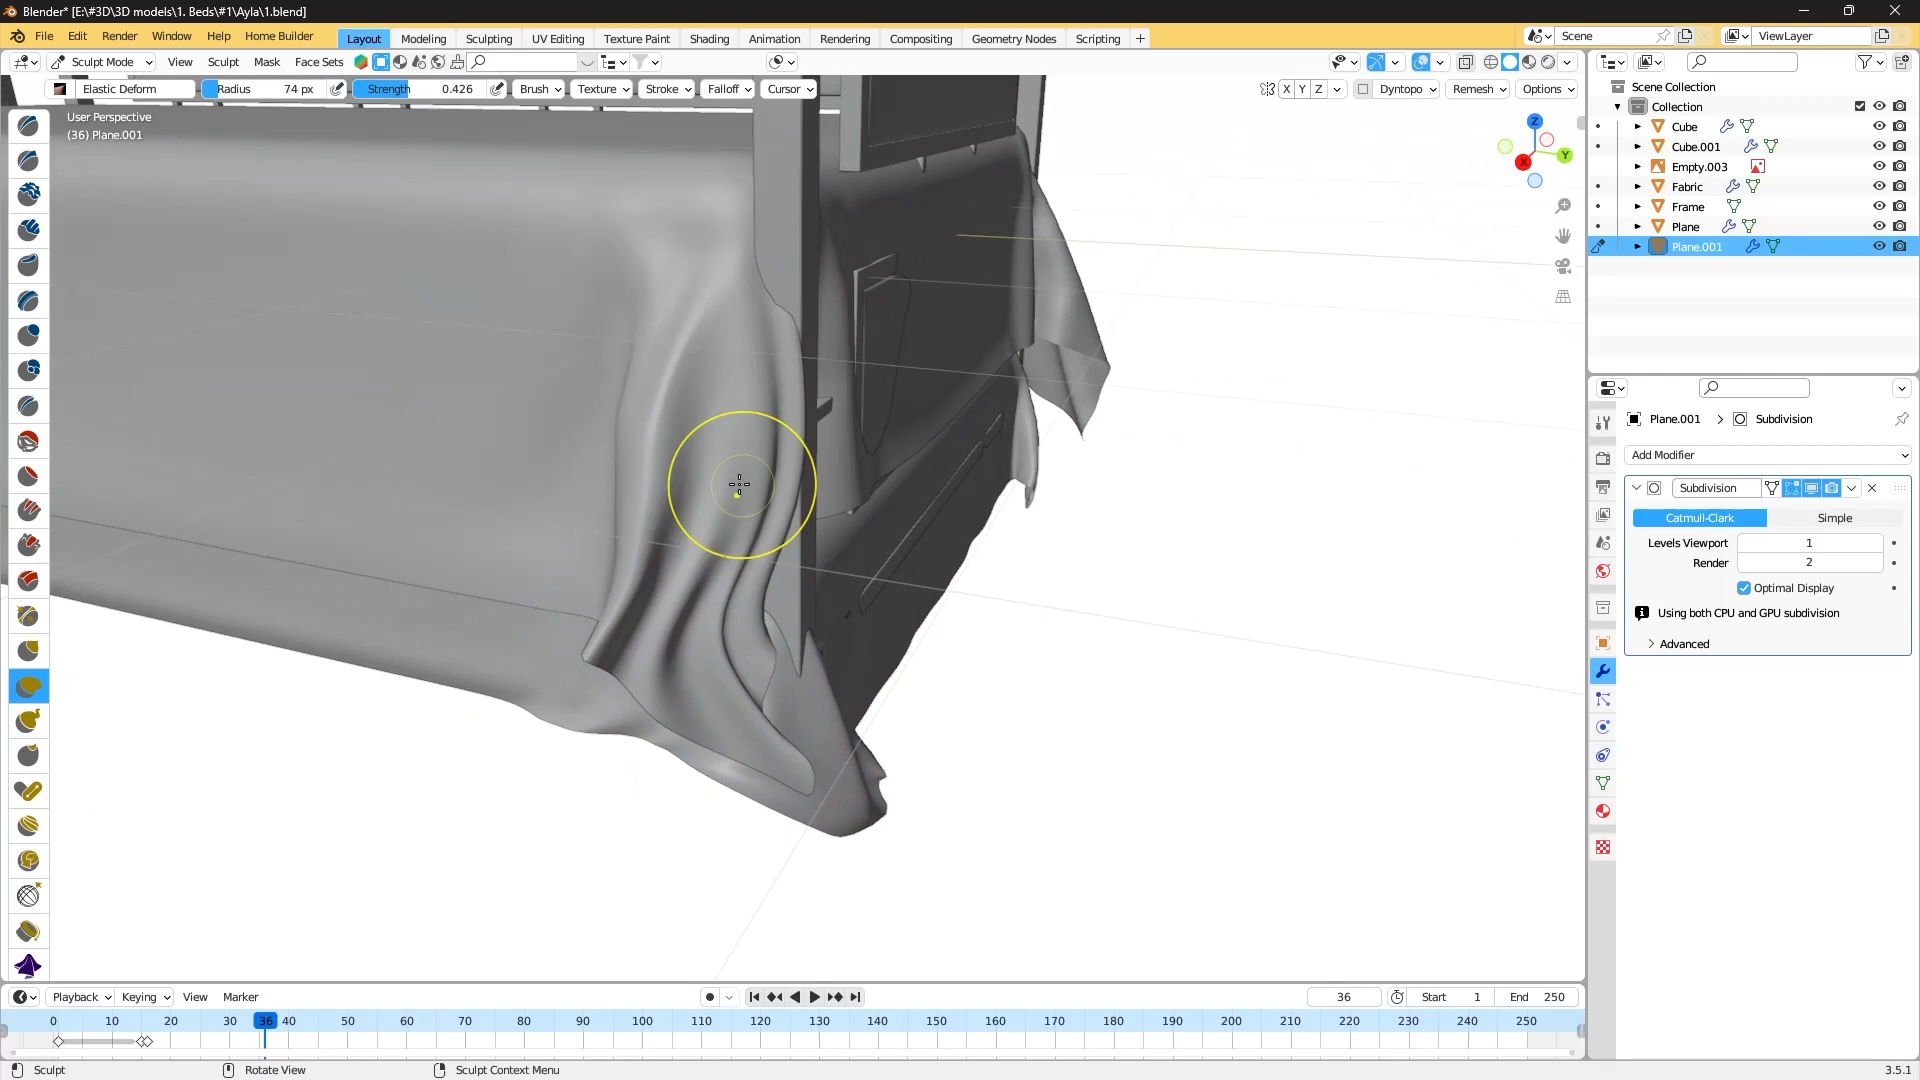 Blender* [E:\#3D\3D models\1. Beds\#1\Ayla\1.blend]
File Edit Render Window Help Home Builder Layout Modeling Sculpting UV Editing Texture Paint Shading Animation Rendering Compositing Geometry Nodes Scripting + Scene ViewLayer
Sculpt Mode View Sculpt Mask Face Sets
Elastic Deform Radius 74 px Strength 0.426 Brush Texture Stroke Falloff Cursor X Y Z Dyntopo Remesh Options
User Perspective
(36) Plane.001
Z
Y
X
Scene Collection
Collection
Cube
Cube.001
Empty.003
Fabric
Frame
Plane
Plane.001
Plane.001 > Subdivision
Add Modifier
Subdivision
Catmull-Clark Simple
Levels Viewport 1
Render 2
Optimal Display
Using both CPU and GPU subdivision
Advanced
Playback Keying View Marker 36 Start 1 End 250
0 10 20 30 36 40 50 60 70 80 90 100 110 120 130 140 150 160 170 180 190 200 210 220 230 240 250
Sculpt Rotate View Sculpt Context Menu 3.5.1